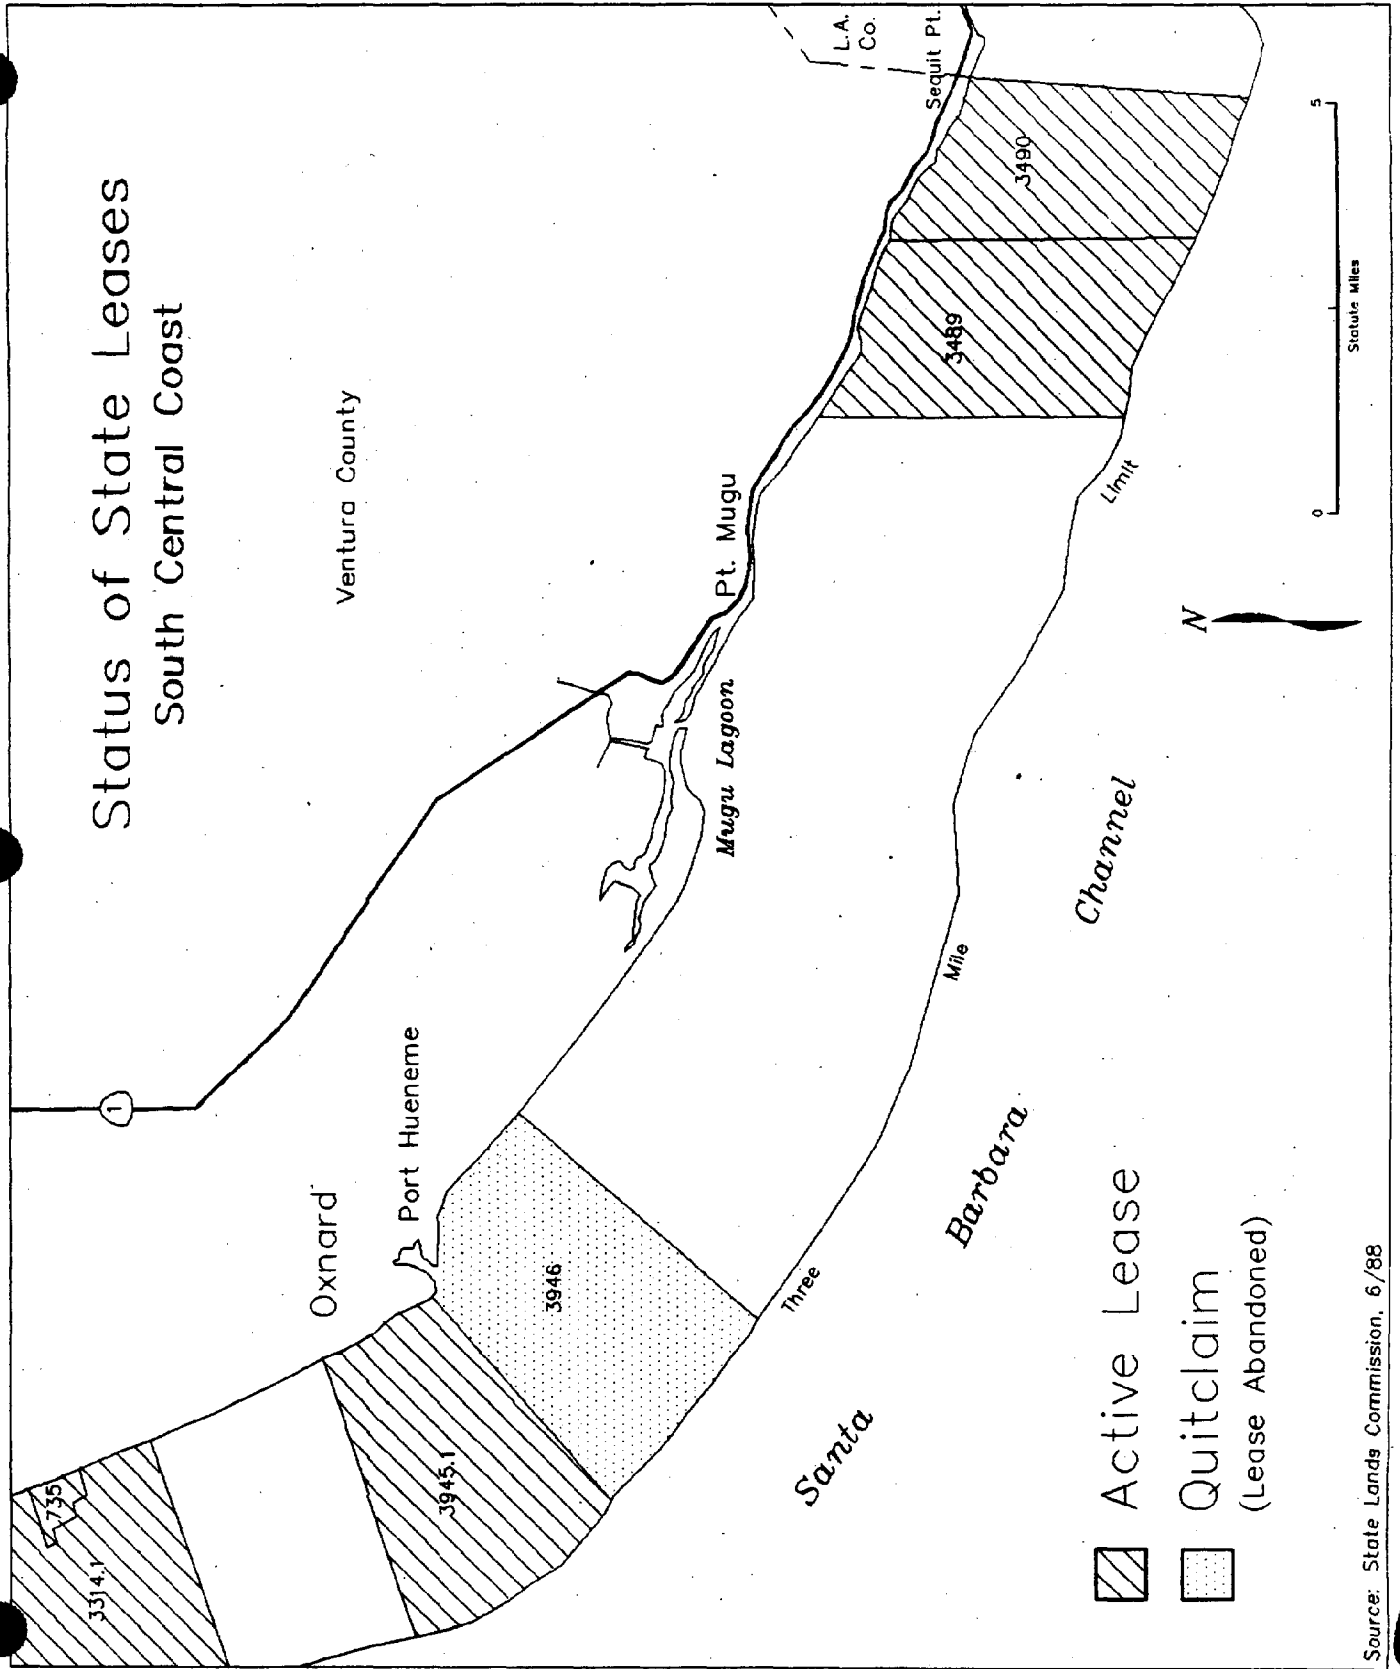 Status of State Leases
South Central Coast
Ventura County
L.A.
Co.
Sequit Pt.
1
Oxnard
Port Hueneme
Pt. Mugu
Mugu Lagoon
735
3314.1
3945.1
3946
3489
3490
Three Mile Limit
Santa Barbara Channel
N
0 5
Statute Miles
Active Lease
Quitclaim
(Lease Abandoned)
Source: State Lands Commission, 6/88